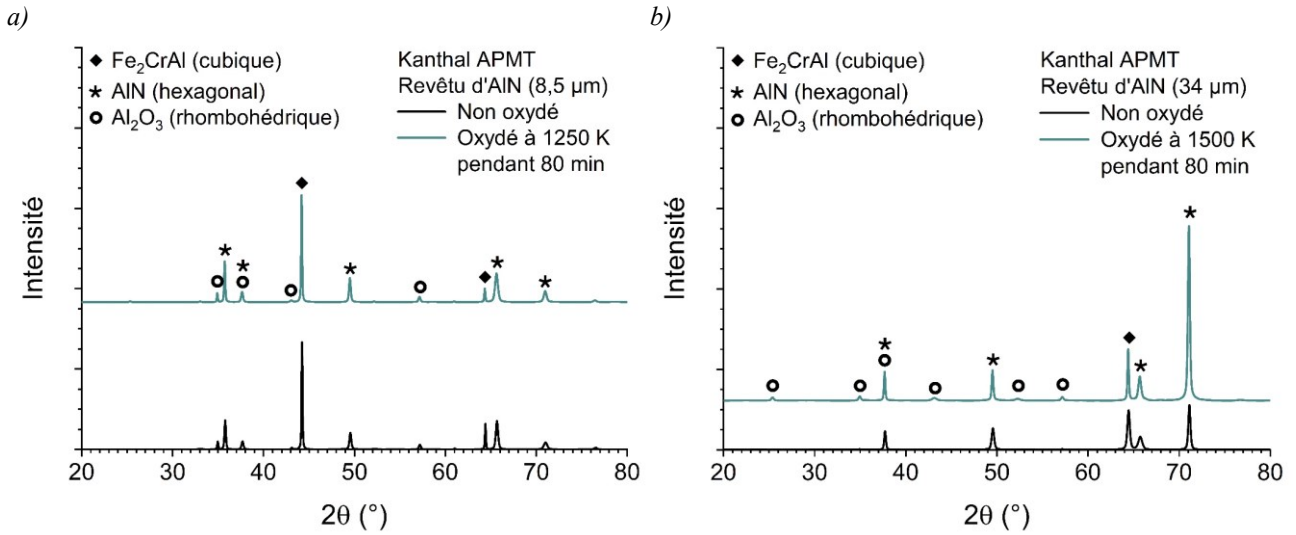 a)
◆ Fe₂CrAl (cubique)
* AlN (hexagonal)
o Al₂O₃ (rhombohédrique)
Kanthal APMT
Revêtu d'AlN (8,5 µm)
Non oxydé
Oxydé à 1250 K
pendant 80 min
Intensité
20 30 40 50 60 70 80
2θ (°)
b)
◆ Fe₂CrAl (cubique)
* AlN (hexagonal)
o Al₂O₃ (rhombohédrique)
Kanthal APMT
Revêtu d'AlN (34 µm)
Non oxydé
Oxydé à 1500 K
pendant 80 min
Intensité
20 30 40 50 60 70 80
2θ (°)